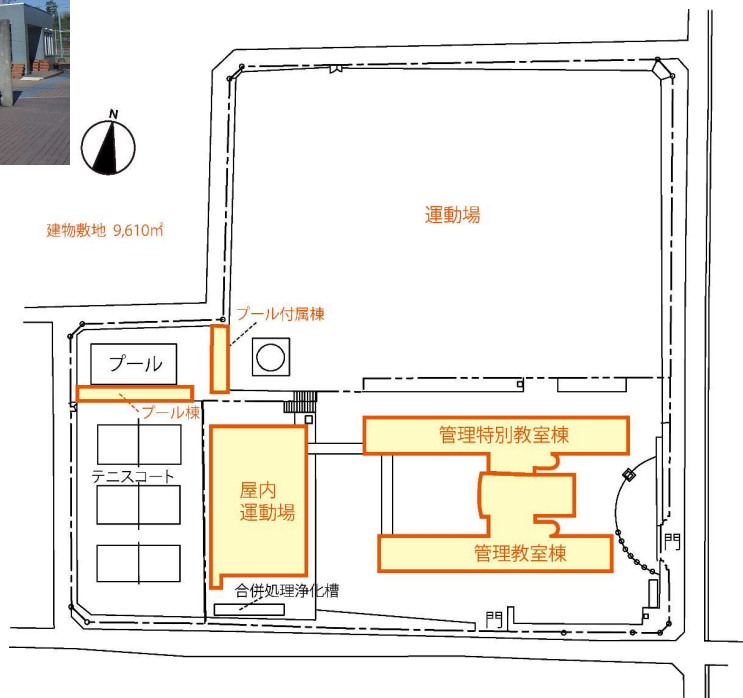 N
建物敷地 9,610㎡
運動場
プール付属棟
プール
プール棟
管理特別教室棟
テニスコート
屋内
運動場
管理教室棟
門
合併処理浄化槽
門